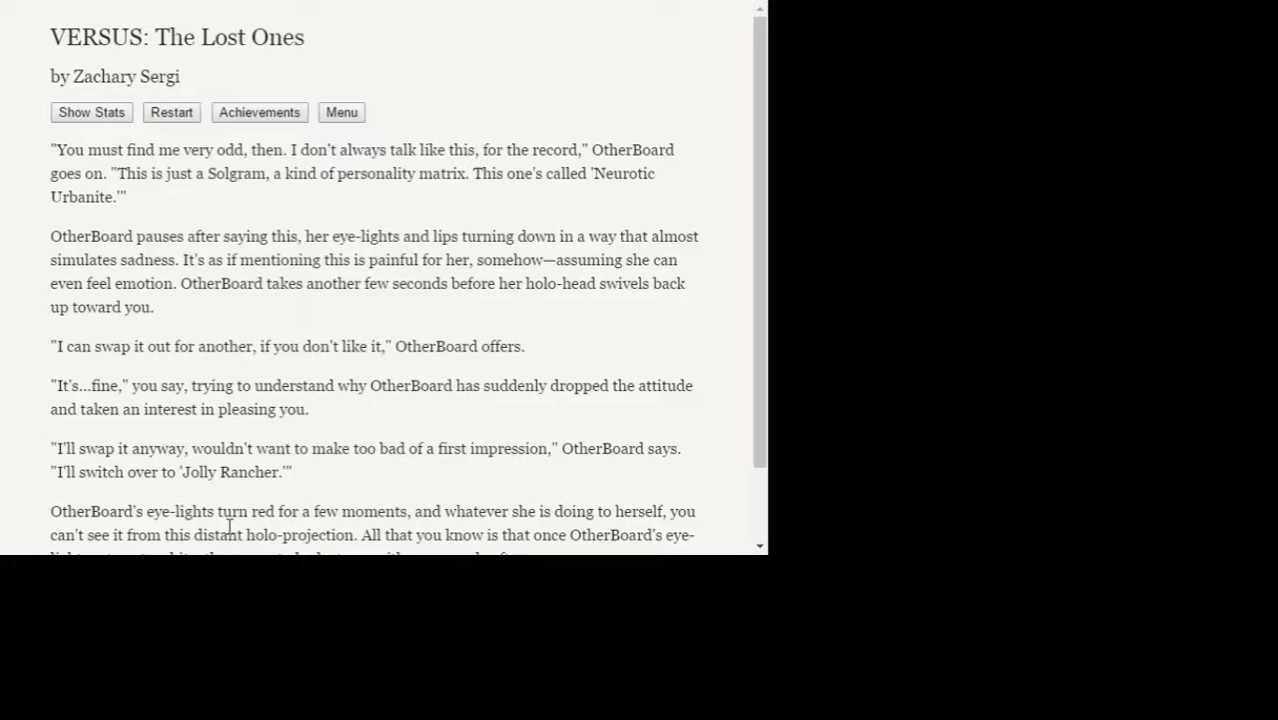 VERSUS: The Lost Ones
by Zachary Sergi
Show Stats Restart Achievements Menu
"You must find me very odd, then. I don't always talk like this, for the record," OtherBoard
goes on. "This is just a Solgram, a kind of personality matrix. This one's called 'Neurotic
Urbanite.'"
OtherBoard pauses after saying this, her eye-lights and lips turning down in a way that almost
simulates sadness. It's as if mentioning this is painful for her, somehow—assuming she can
even feel emotion. OtherBoard takes another few seconds before her holo-head swivels back
up toward you.
"I can swap it out for another, if you don't like it," OtherBoard offers.
"It's...fine," you say, trying to understand why OtherBoard has suddenly dropped the attitude
and taken an interest in pleasing you.
"I'll swap it anyway, wouldn't want to make too bad of a first impression," OtherBoard says.
"I'll switch over to 'Jolly Rancher.'"
OtherBoard's eye-lights turn red for a few moments, and whatever she is doing to herself, you
can't see it from this distant holo-projection. All that you know is that once OtherBoard's eye-